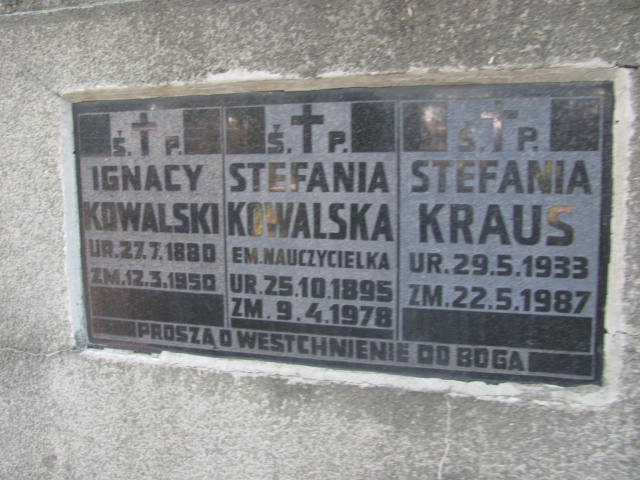 Ś. P.
IGNACY
KOWALSKI
UR. 27.7.1880
ZM. 12.3.1950
Ś. P.
STEFANIA
KOWALSKA
EM. NAUCZYCIELKA
UR. 25.10.1895
ZM. 9.4.1978
Ś. P.
STEFANIA
KRAUS
UR. 29.5.1933
ZM. 22.5.1987
PROSZĄ O WESTCHNIENIE DO BOGA